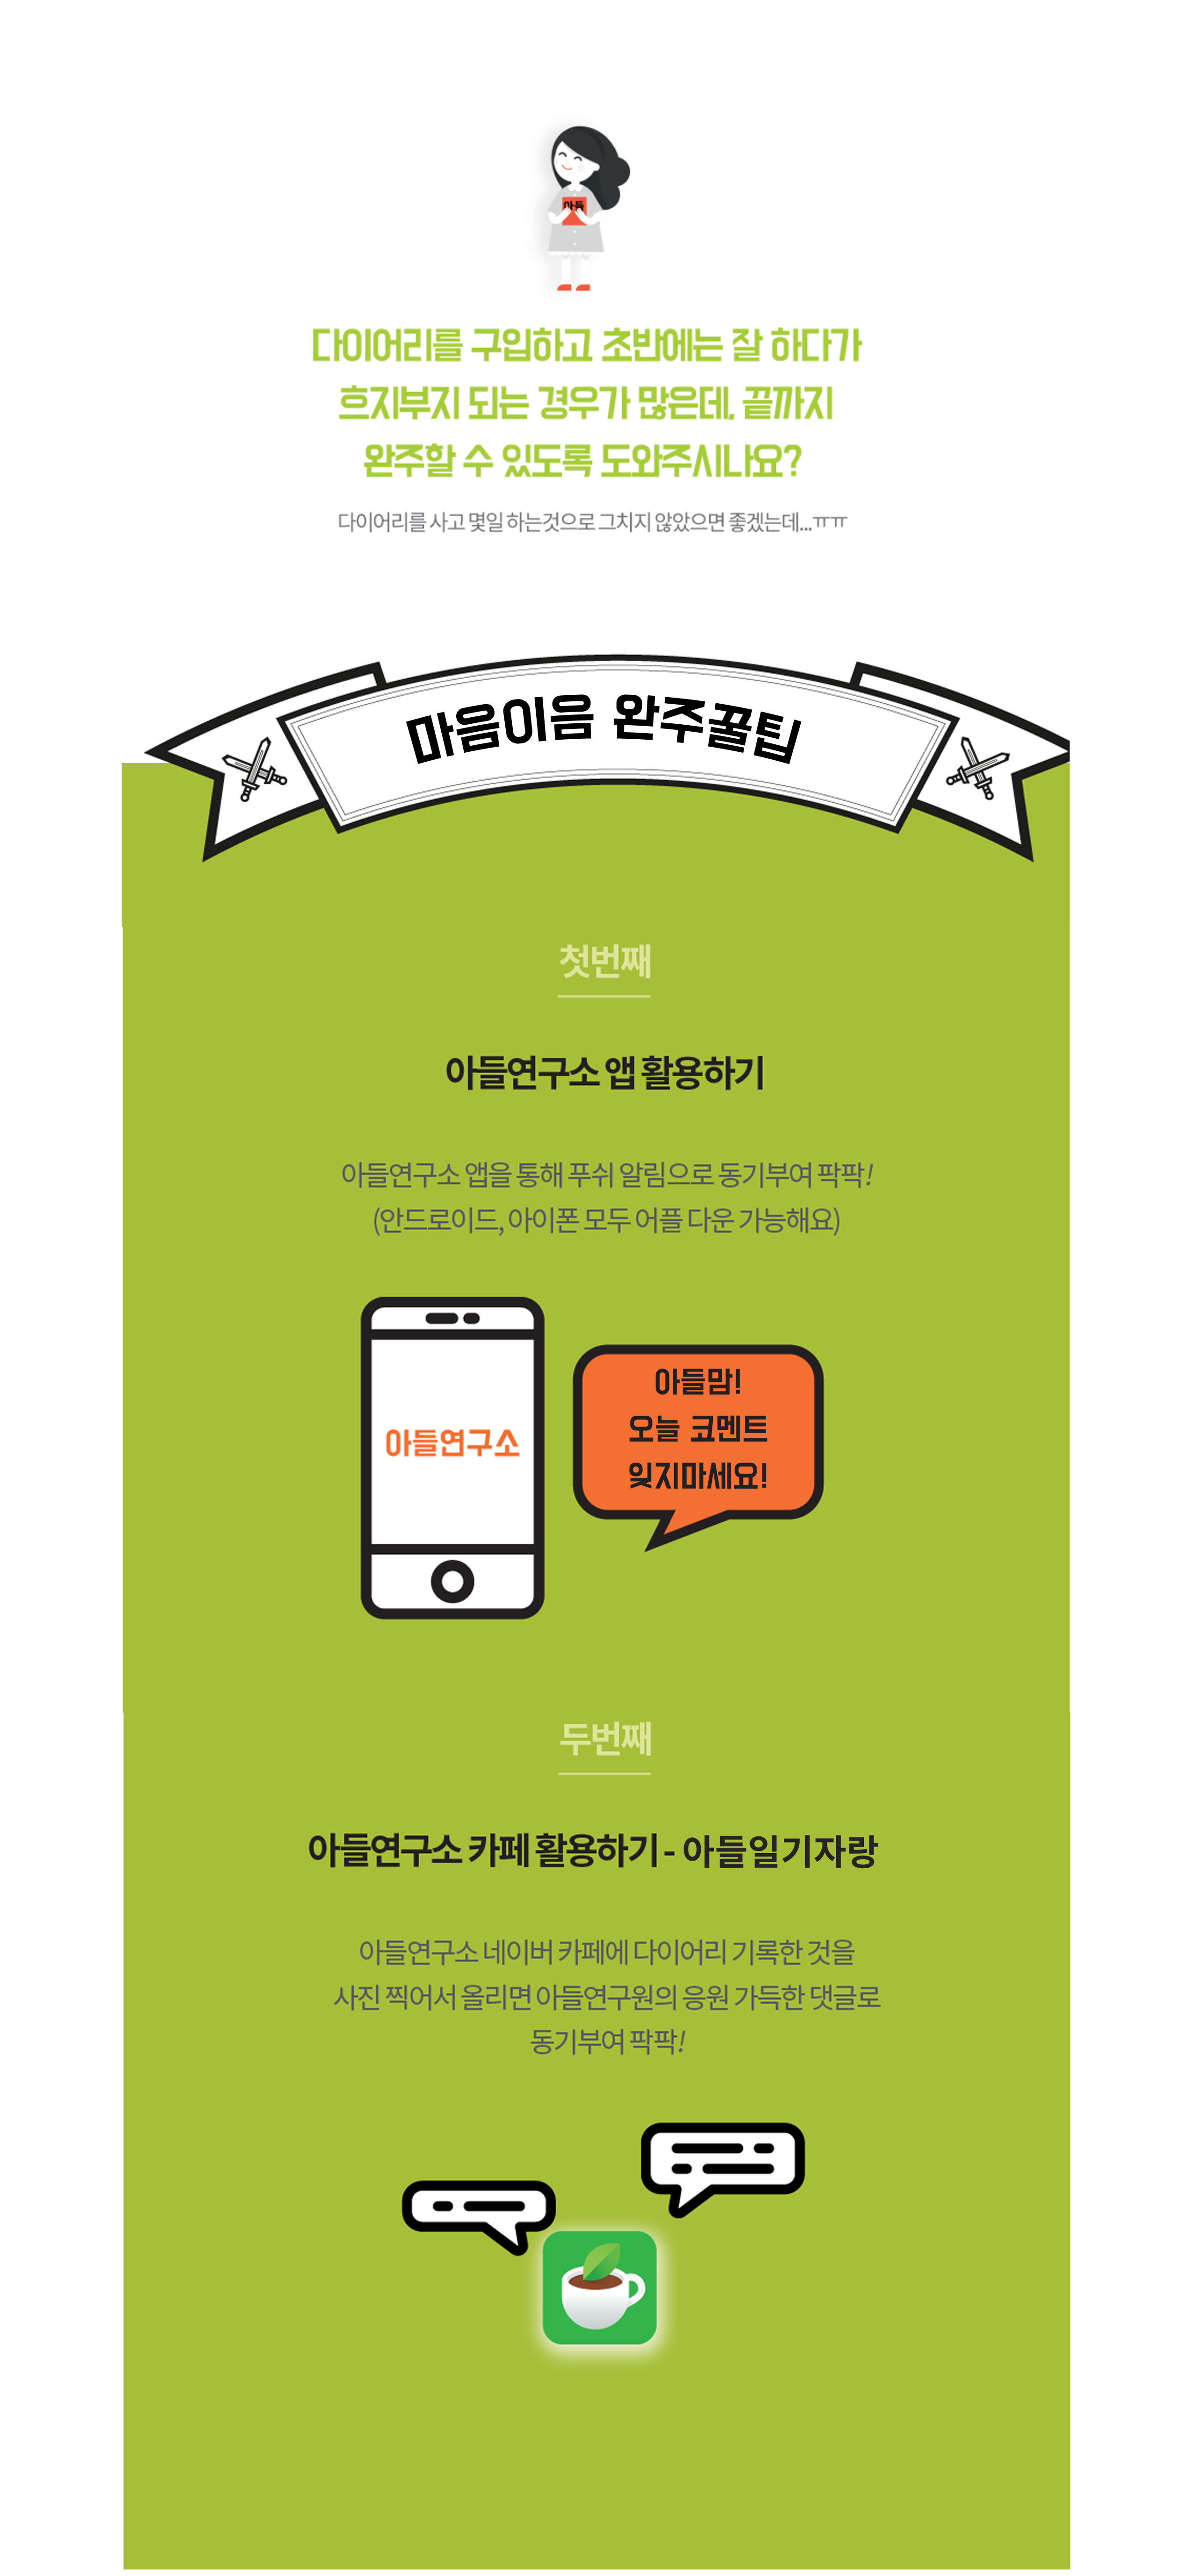 아들
다이어리를 구입하고 초반에는 잘 하다가
흐지부지 되는 경우가 많은데, 끝까지
완주할 수 있도록 도와주시나요?
다이어리를 사고 몇일 하는것으로 그치지 않았으면 좋겠는데...ㅠㅠ
마음이음 완주꿀팁
첫번째
아들연구소 앱 활용하기
아들연구소 앱을 통해 푸쉬 알림으로 동기부여 팍팍!
(안드로이드, 아이폰 모두 어플 다운 가능해요)
아들맘!
오늘 코멘트
잊지마세요!
아들연구소
두번째
아들연구소 카페 활용하기 - 아들일기자랑
아들연구소 네이버 카페에 다이어리 기록한 것을
사진 찍어서 올리면 아들연구원의 응원 가득한 댓글로
동기부여 팍팍!